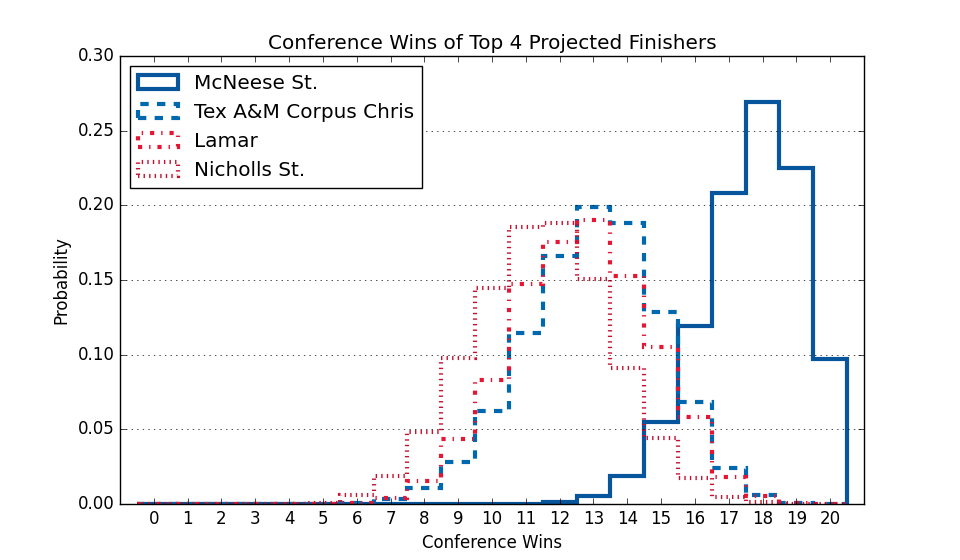 Conference Wins of Top 4 Projected Finishers
0.30
0.25
0.20
0.15
0.10
0.05
0.00
Probability
McNeese St.
Tex A&M Corpus Chris
Lamar
Nicholls St.
0 1 2 3 4 5 6 7 8 9 10 11 12 13 14 15 16 17 18 19 20
Conference Wins